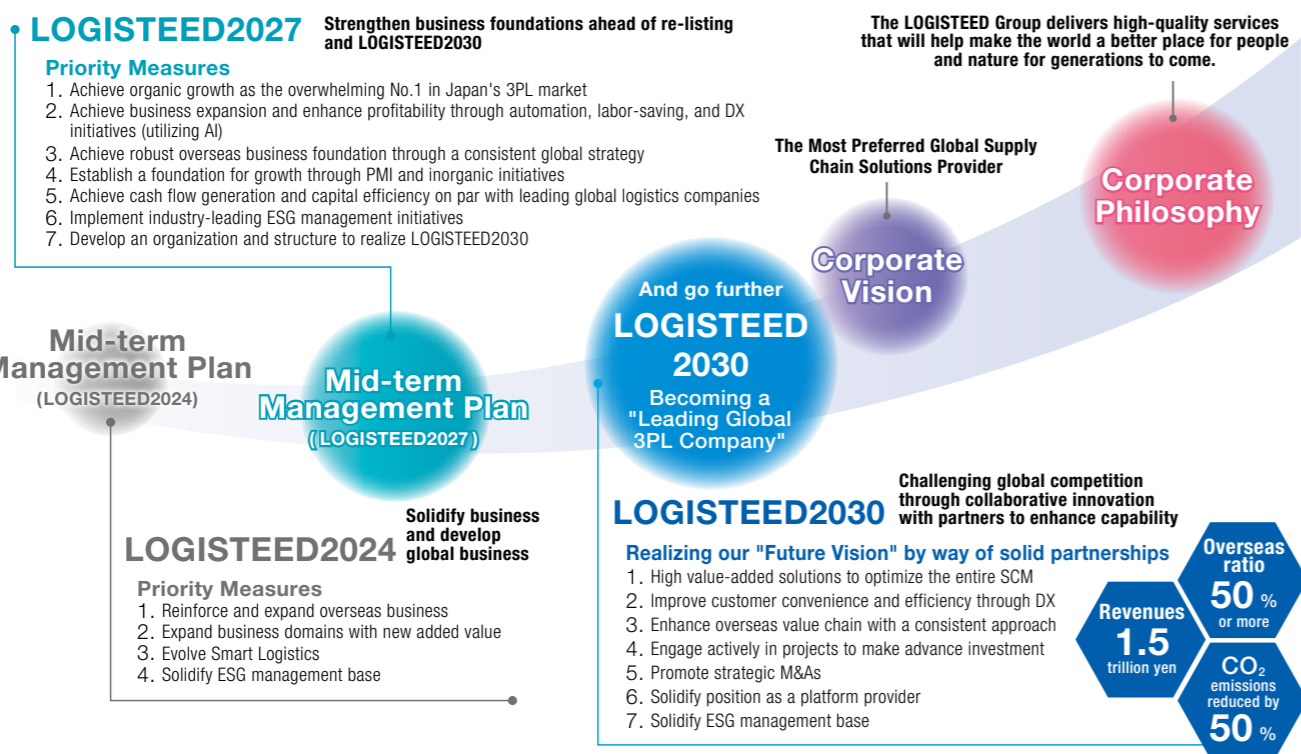 LOGISTEED2027
Strengthen business foundations ahead of re-listing
and LOGISTEED2030
Priority Measures
1. Achieve organic growth as the overwhelming No.1 in Japan's 3PL market
2. Achieve business expansion and enhance profitability through automation, labor-saving, and DX
initiatives (utilizing AI)
3. Achieve robust overseas business foundation through a consistent global strategy
4. Establish a foundation for growth through PMI and inorganic initiatives
5. Achieve cash flow generation and capital efficiency on par with leading global logistics companies
6. Implement industry-leading ESG management initiatives
7. Develop an organization and structure to realize LOGISTEED2030
The LOGISTEED Group delivers high-quality services
that will help make the world a better place for people
and nature for generations to come.
Corporate
Philosophy
The Most Preferred Global Supply
Chain Solutions Provider
Corporate
Vision
And go further
LOGISTEED
2030
Becoming a
"Leading Global
3PL Company"
Mid-term
Management Plan
(LOGISTEED2024)
Mid-term
Management Plan
(LOGISTEED2027)
LOGISTEED2024
Solidify business
and develop
global business
Priority Measures
1. Reinforce and expand overseas business
2. Expand business domains with new added value
3. Evolve Smart Logistics
4. Solidify ESG management base
LOGISTEED2030
Challenging global competition
through collaborative innovation
with partners to enhance capability
Realizing our "Future Vision" by way of solid partnerships
1. High value-added solutions to optimize the entire SCM
2. Improve customer convenience and efficiency through DX
3. Enhance overseas value chain with a consistent approach
4. Engage actively in projects to make advance investment
5. Promote strategic M&As
6. Solidify position as a platform provider
7. Solidify ESG management base
Revenues
1.5
trillion yen
Overseas
ratio
50 %
or more
CO₂
emissions
reduced by
50 %